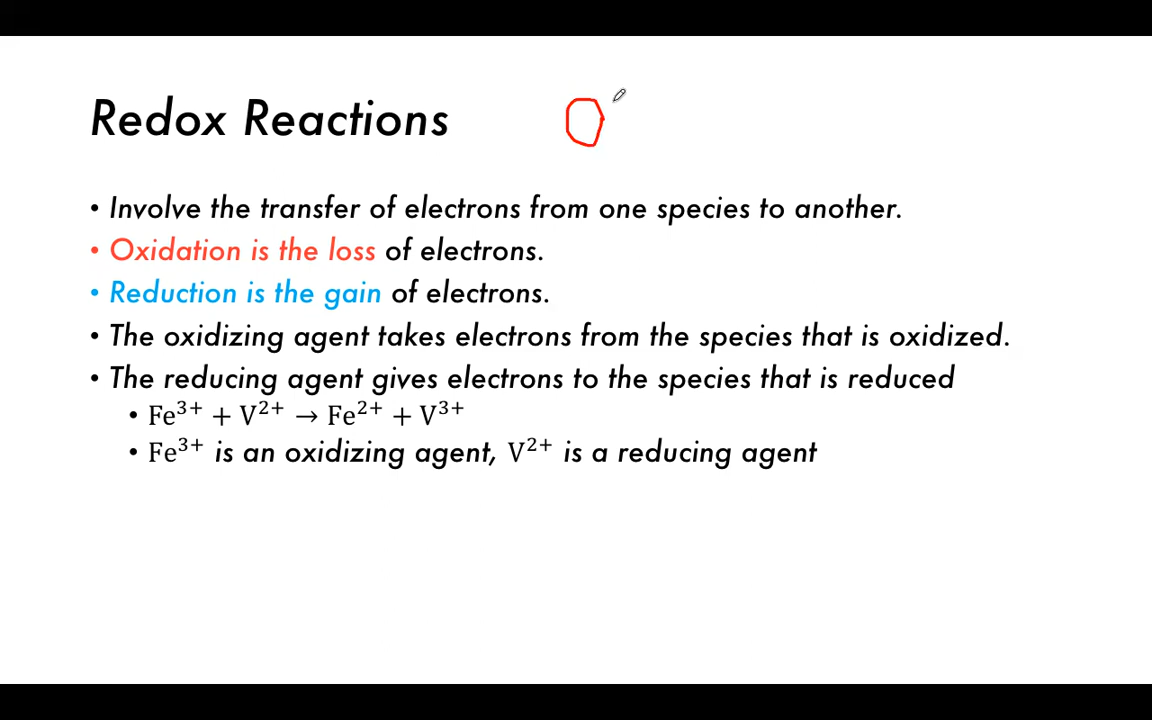 Redox Reactions O
• Involve the transfer of electrons from one species to another.
• Oxidation is the loss of electrons.
• Reduction is the gain of electrons.
• The oxidizing agent takes electrons from the species that is oxidized.
• The reducing agent gives electrons to the species that is reduced
• Fe³⁺ + V²⁺ → Fe²⁺ + V³⁺
• Fe³⁺ is an oxidizing agent, V²⁺ is a reducing agent